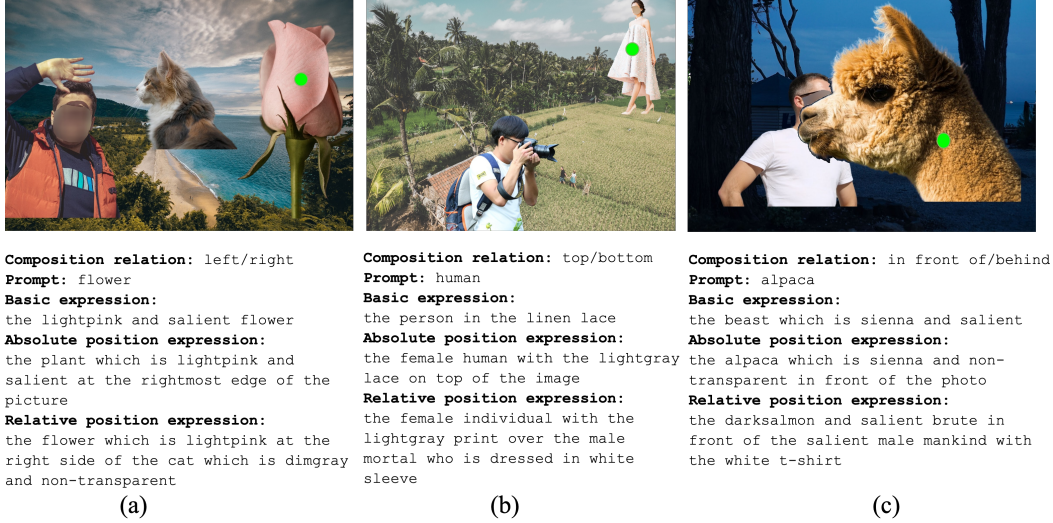 Composition relation: left/right
Prompt: flower
Basic expression:
the lightpink and salient flower
Absolute position expression:
the plant which is lightpink and
salient at the rightmost edge of the
picture
Relative position expression:
the flower which is lightpink at the
right side of the cat which is dimgray
and non-transparent
(a)
Composition relation: top/bottom
Prompt: human
Basic expression:
the person in the linen lace
Absolute position expression:
the female human with the lightgray
lace on top of the image
Relative position expression:
the female individual with the
lightgray print over the male
mortal who is dressed in white
sleeve
(b)
Composition relation: in front of/behind
Prompt: alpaca
Basic expression:
the beast which is sienna and salient
Absolute position expression:
the alpaca which is sienna and non-
transparent in front of the photo
Relative position expression:
the darksalmon and salient brute in
front of the salient male mankind with
the white t-shirt
(c)